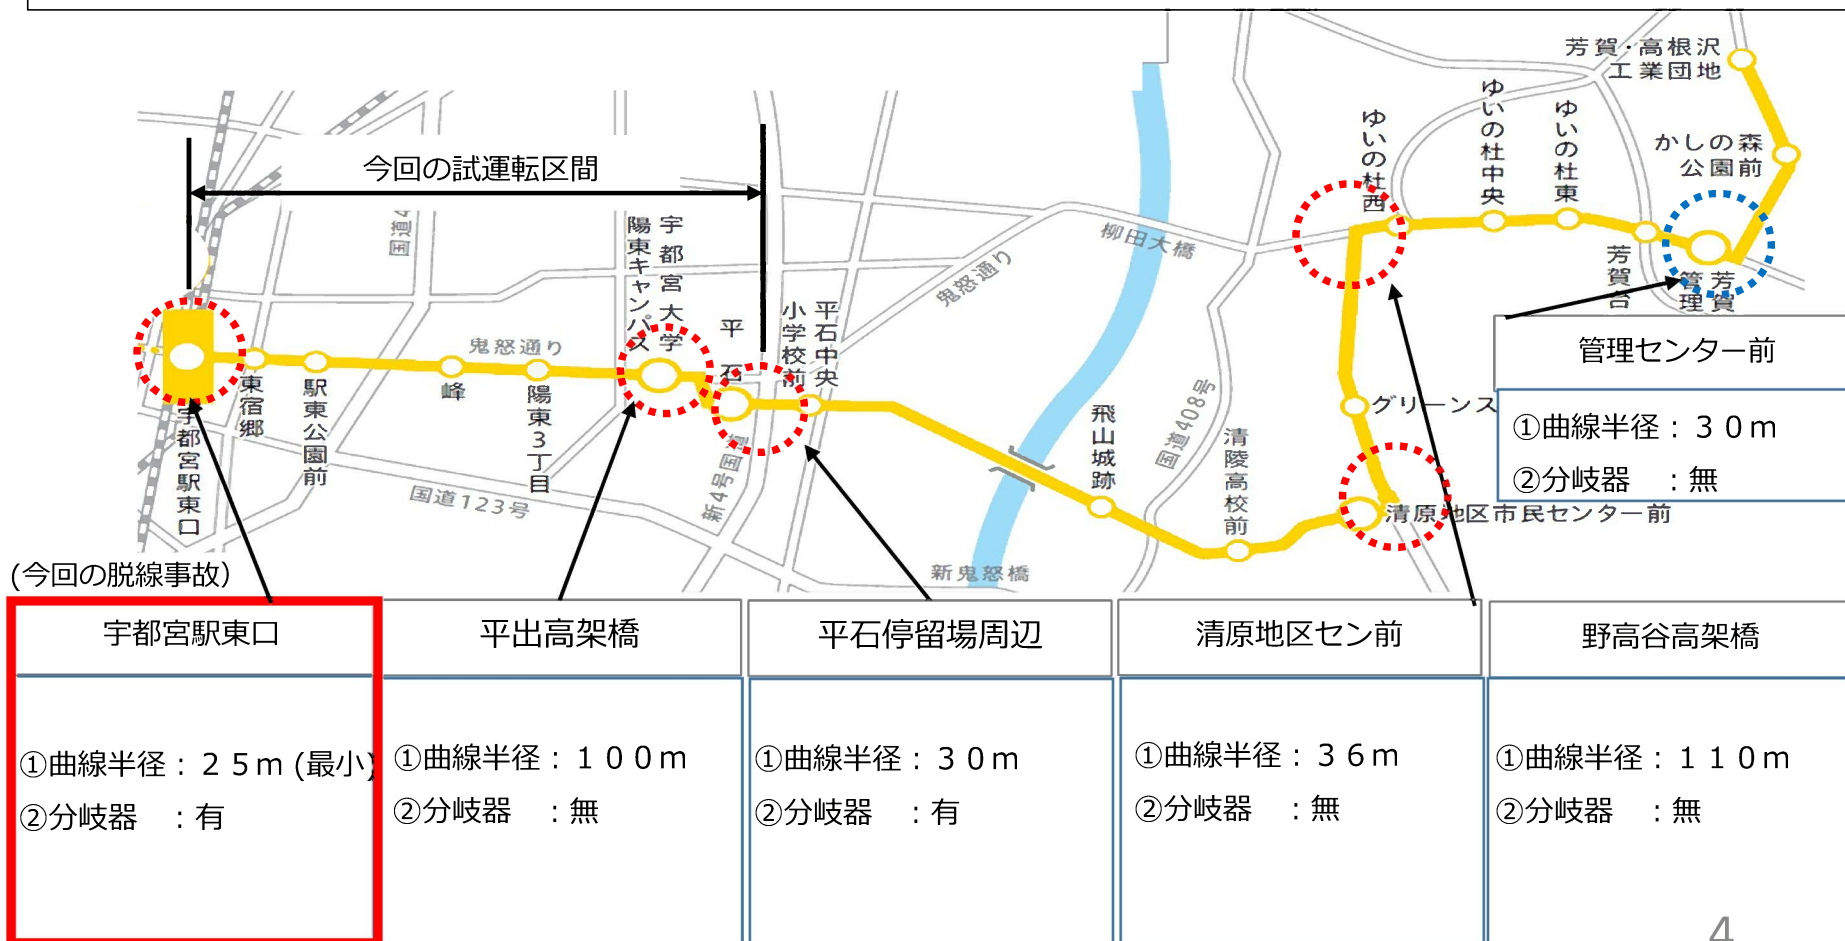 芳賀・高根沢
工業団地
かしの森
公園前
ゆいの杜東
ゆいの杜中央
ゆいの杜西
芳賀台
芳賀
管理
今回の試運転区間
国道4
宇都宮大学
陽東キャンパス
平石
平石中央
小学校前
柳田大橋
鬼怒通り
鬼怒通り
宇都宮駅東口
東宿郷
駅東公園前
峰
陽東3丁目
国道123号
新4号国道
新鬼怒橋
飛山城跡
国道408号
清陵高校前
グリーンス
清原地区市民センター前
管理センター前
①曲線半径：３０ｍ
②分岐器　：無
(今回の脱線事故）
宇都宮駅東口
①曲線半径：２５ｍ(最小)
②分岐器　：有
平出高架橋
①曲線半径：１００ｍ
②分岐器　：無
平石停留場周辺
①曲線半径：３０ｍ
②分岐器　：有
清原地区セン前
①曲線半径：３６ｍ
②分岐器　：無
野高谷高架橋
①曲線半径：１１０ｍ
②分岐器　：無
4